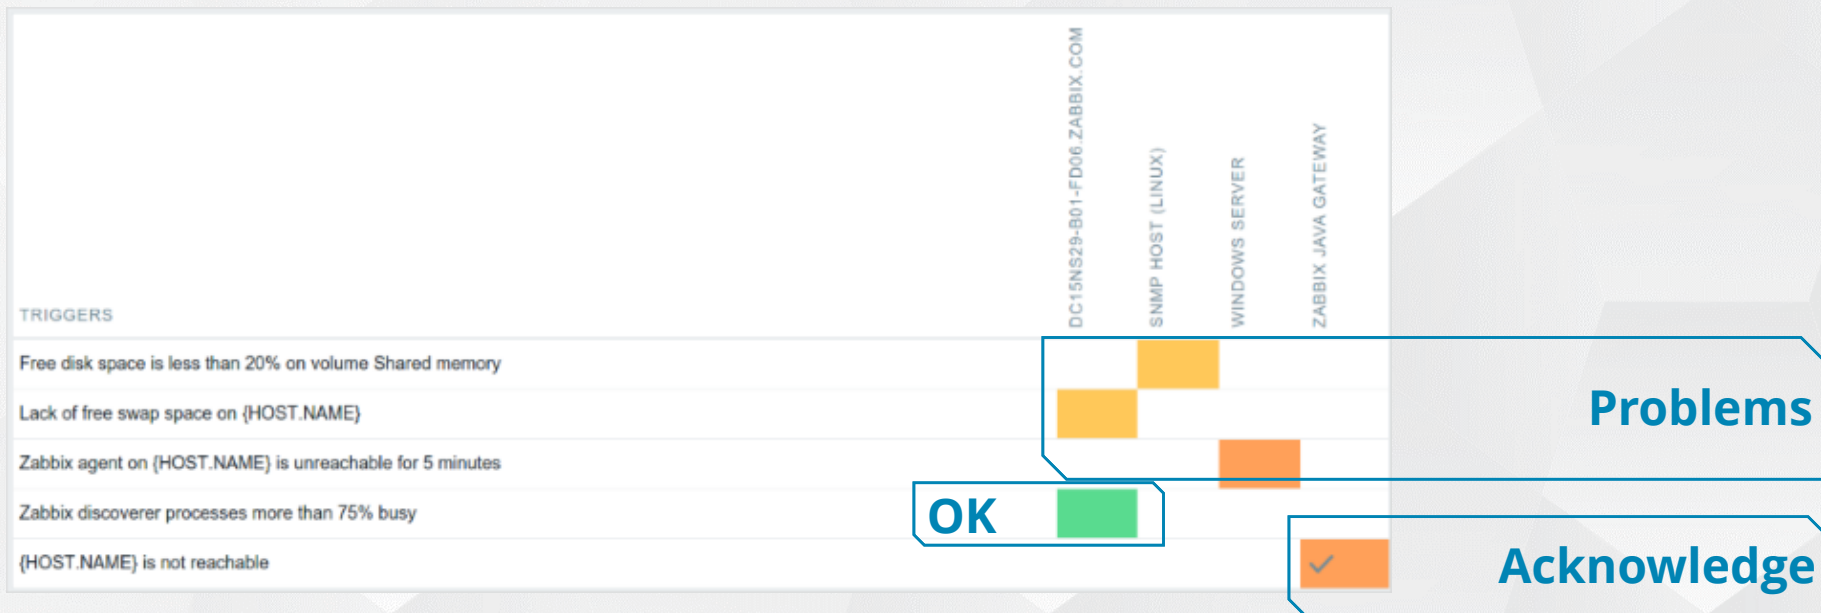 DC15NS29-B01-FD06.ZABBIX.COM
SNMP HOST (LINUX)
WINDOWS SERVER
ZABBIX JAVA GATEWAY
TRIGGERS
Free disk space is less than 20% on volume Shared memory
Lack of free swap space on {HOST.NAME}
Problems
Zabbix agent on {HOST.NAME} is unreachable for 5 minutes
Zabbix discoverer processes more than 75% busy
OK
{HOST.NAME} is not reachable
Acknowledge